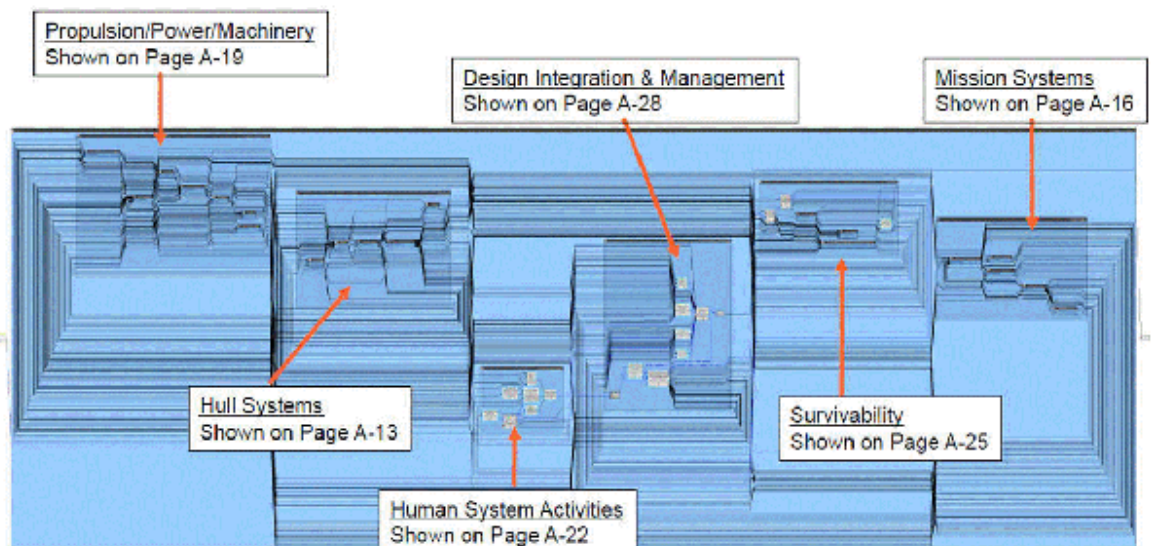 Propulsion/Power/Machinery
Shown on Page A-19
Design Integration & Management
Shown on Page A-28
Mission Systems
Shown on Page A-16
Hull Systems
Shown on Page A-13
Survivability
Shown on Page A-25
Human System Activities
Shown on Page A-22